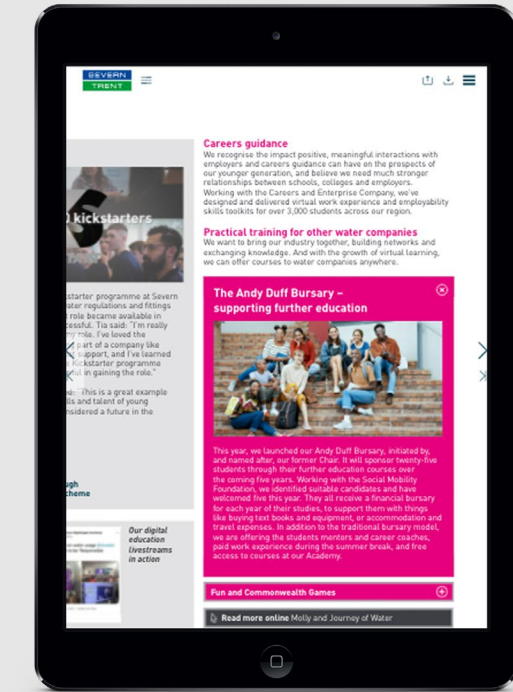 SEVERN
TRENT
kickstarters
kstarter programme at Severn
ater regulations and fittings
role became available in
cessful. Tia said: "I'm really
my role. I've loved the
part of a company like
support, and I've learned
Kickstarter programme
ful in gaining the role."
ed: "This is a great example
lls and talent of young
nsidered a future in the
ugh
cheme
Our digital
education
livestreams
in action
Careers guidance
We recognise the impact positive, meaningful interactions with
employers and careers guidance can have on the prospects of
our younger generation, and believe we need much stronger
relationships between schools, colleges and employers.
Working with the Careers and Enterprise Company, we've
designed and delivered virtual work experience and employability
skills toolkits for over 3,000 students across our region.
Practical training for other water companies
We want to bring our industry together, building networks and
exchanging knowledge. And with the growth of virtual learning,
we can offer courses to water companies anywhere.
The Andy Duff Bursary –
supporting further education
This year, we launched our Andy Duff Bursary, initiated by,
and named after, our former Chair. It will sponsor twenty-five
students through their further education courses over
the coming five years. Working with the Social Mobility
Foundation, we identified suitable candidates and have
welcomed five this year. They all receive a financial bursary
for each year of their studies, to support them with things
like buying text books and equipment, or accommodation and
travel expenses. In addition to the traditional bursary model,
we are offering the students mentors and career coaches,
paid work experience during the summer break, and free
access to courses at our Academy.
Fun and Commonwealth Games
Read more online Molly and Journey of Water